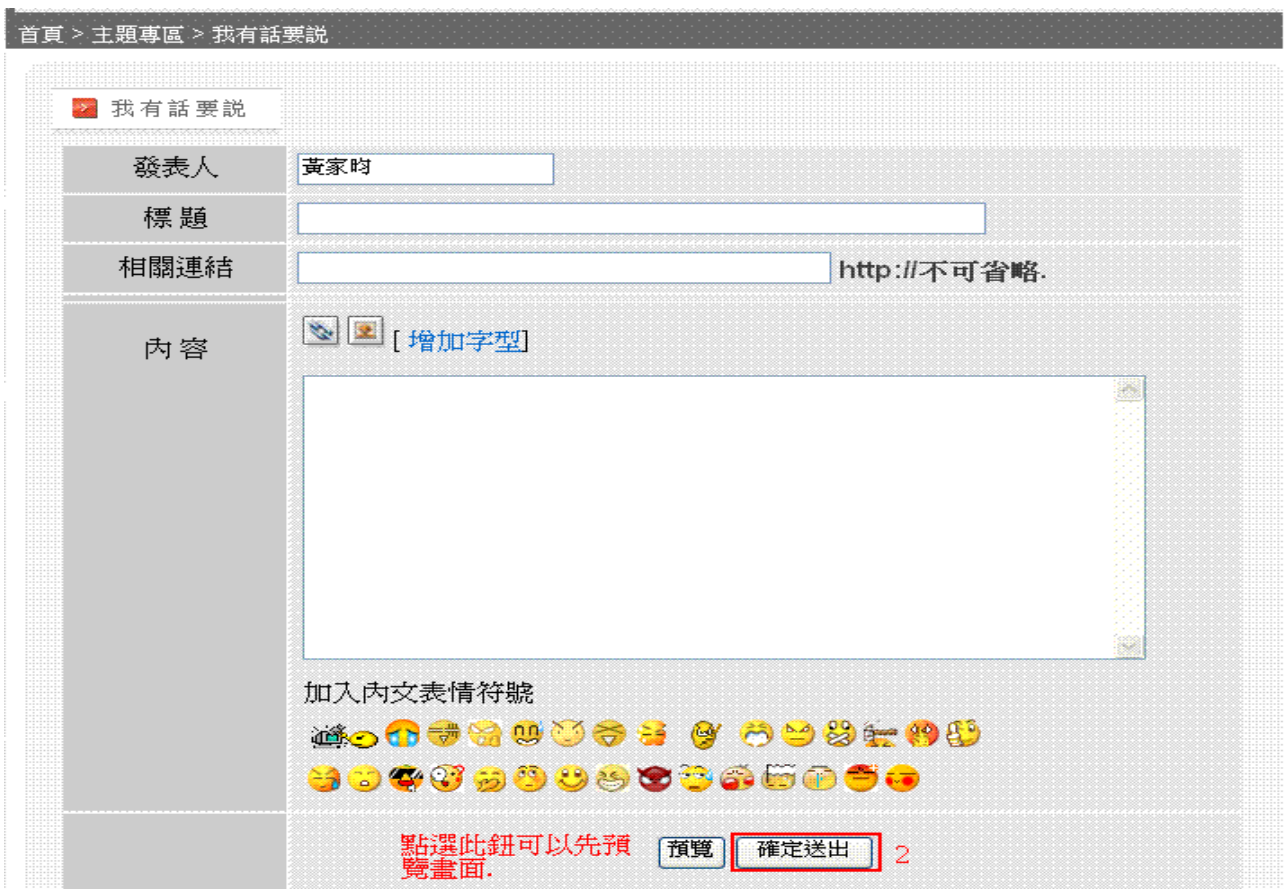 首頁 > 主題專區 > 我有話要說
我有話要說
發表人 黃家昀
標題
相關連結 http://不可省略.
內容 [ 增加字型]
加入內文表情符號
點選此鈕可以先預
覽畫面. 預覽 確定送出 2